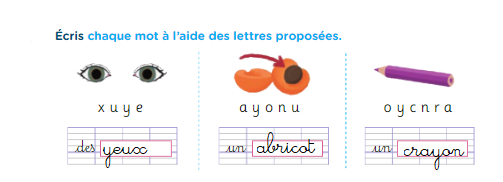 Écris chaque mot à l'aide des lettres proposées.
x u y e
a y o n u
o y c n r a
des yeux
un abricot
un crayon